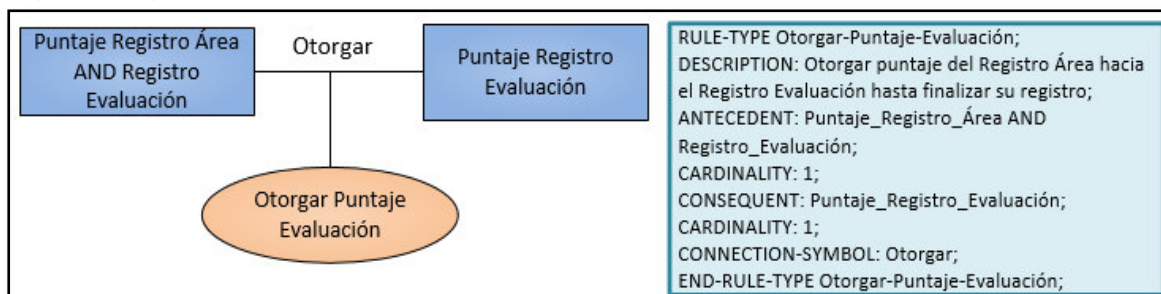 Puntaje Registro Área
AND Registro
Evaluación
Otorgar
Puntaje Registro
Evaluación
Otorgar Puntaje
Evaluación
RULE-TYPE Otorgar-Puntaje-Evaluación;
DESCRIPTION: Otorgar puntaje del Registro Área hacia
el Registro Evaluación hasta finalizar su registro;
ANTECEDENT: Puntaje_Registro_Área AND
Registro_Evaluación;
CARDINALITY: 1;
CONSEQUENT: Puntaje_Registro_Evaluación;
CARDINALITY: 1;
CONNECTION-SYMBOL: Otorgar;
END-RULE-TYPE Otorgar-Puntaje-Evaluación;